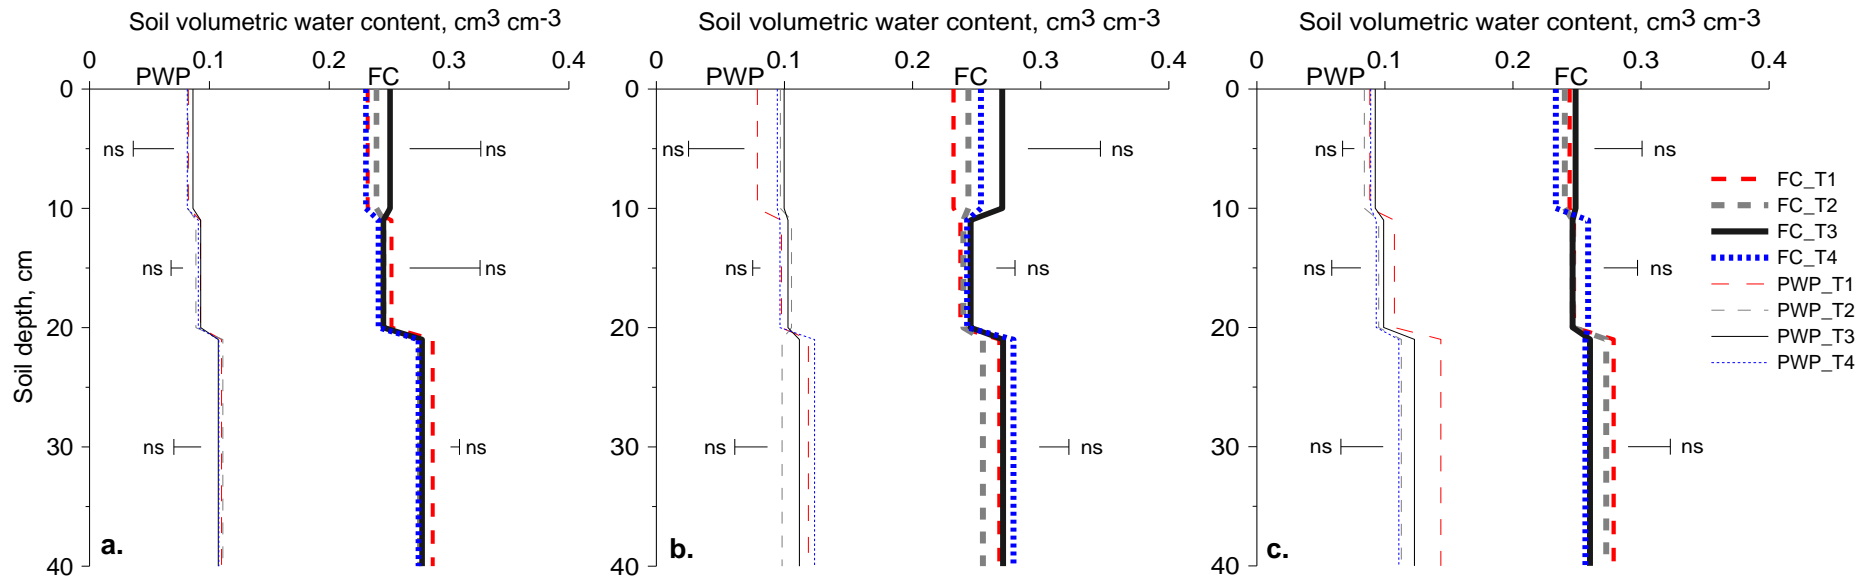 Soil volumetric water content, cm3 cm-3
Soil volumetric water content, cm3 cm-3
Soil volumetric water content, cm3 cm-3
0 0.1 0.2 0.3 0.4
0 0.1 0.2 0.3 0.4
0 0.1 0.2 0.3 0.4
PWP FC
PWP FC
PWP FC
0
10
20
30
40
Soil depth, cm
ns ns
ns ns
ns ns
a.
0
10
20
30
40
ns ns
ns ns
ns ns
b.
0
10
20
30
40
ns ns
ns ns
ns ns
c.
FC_T1
FC_T2
FC_T3
FC_T4
PWP_T1
PWP_T2
PWP_T3
PWP_T4